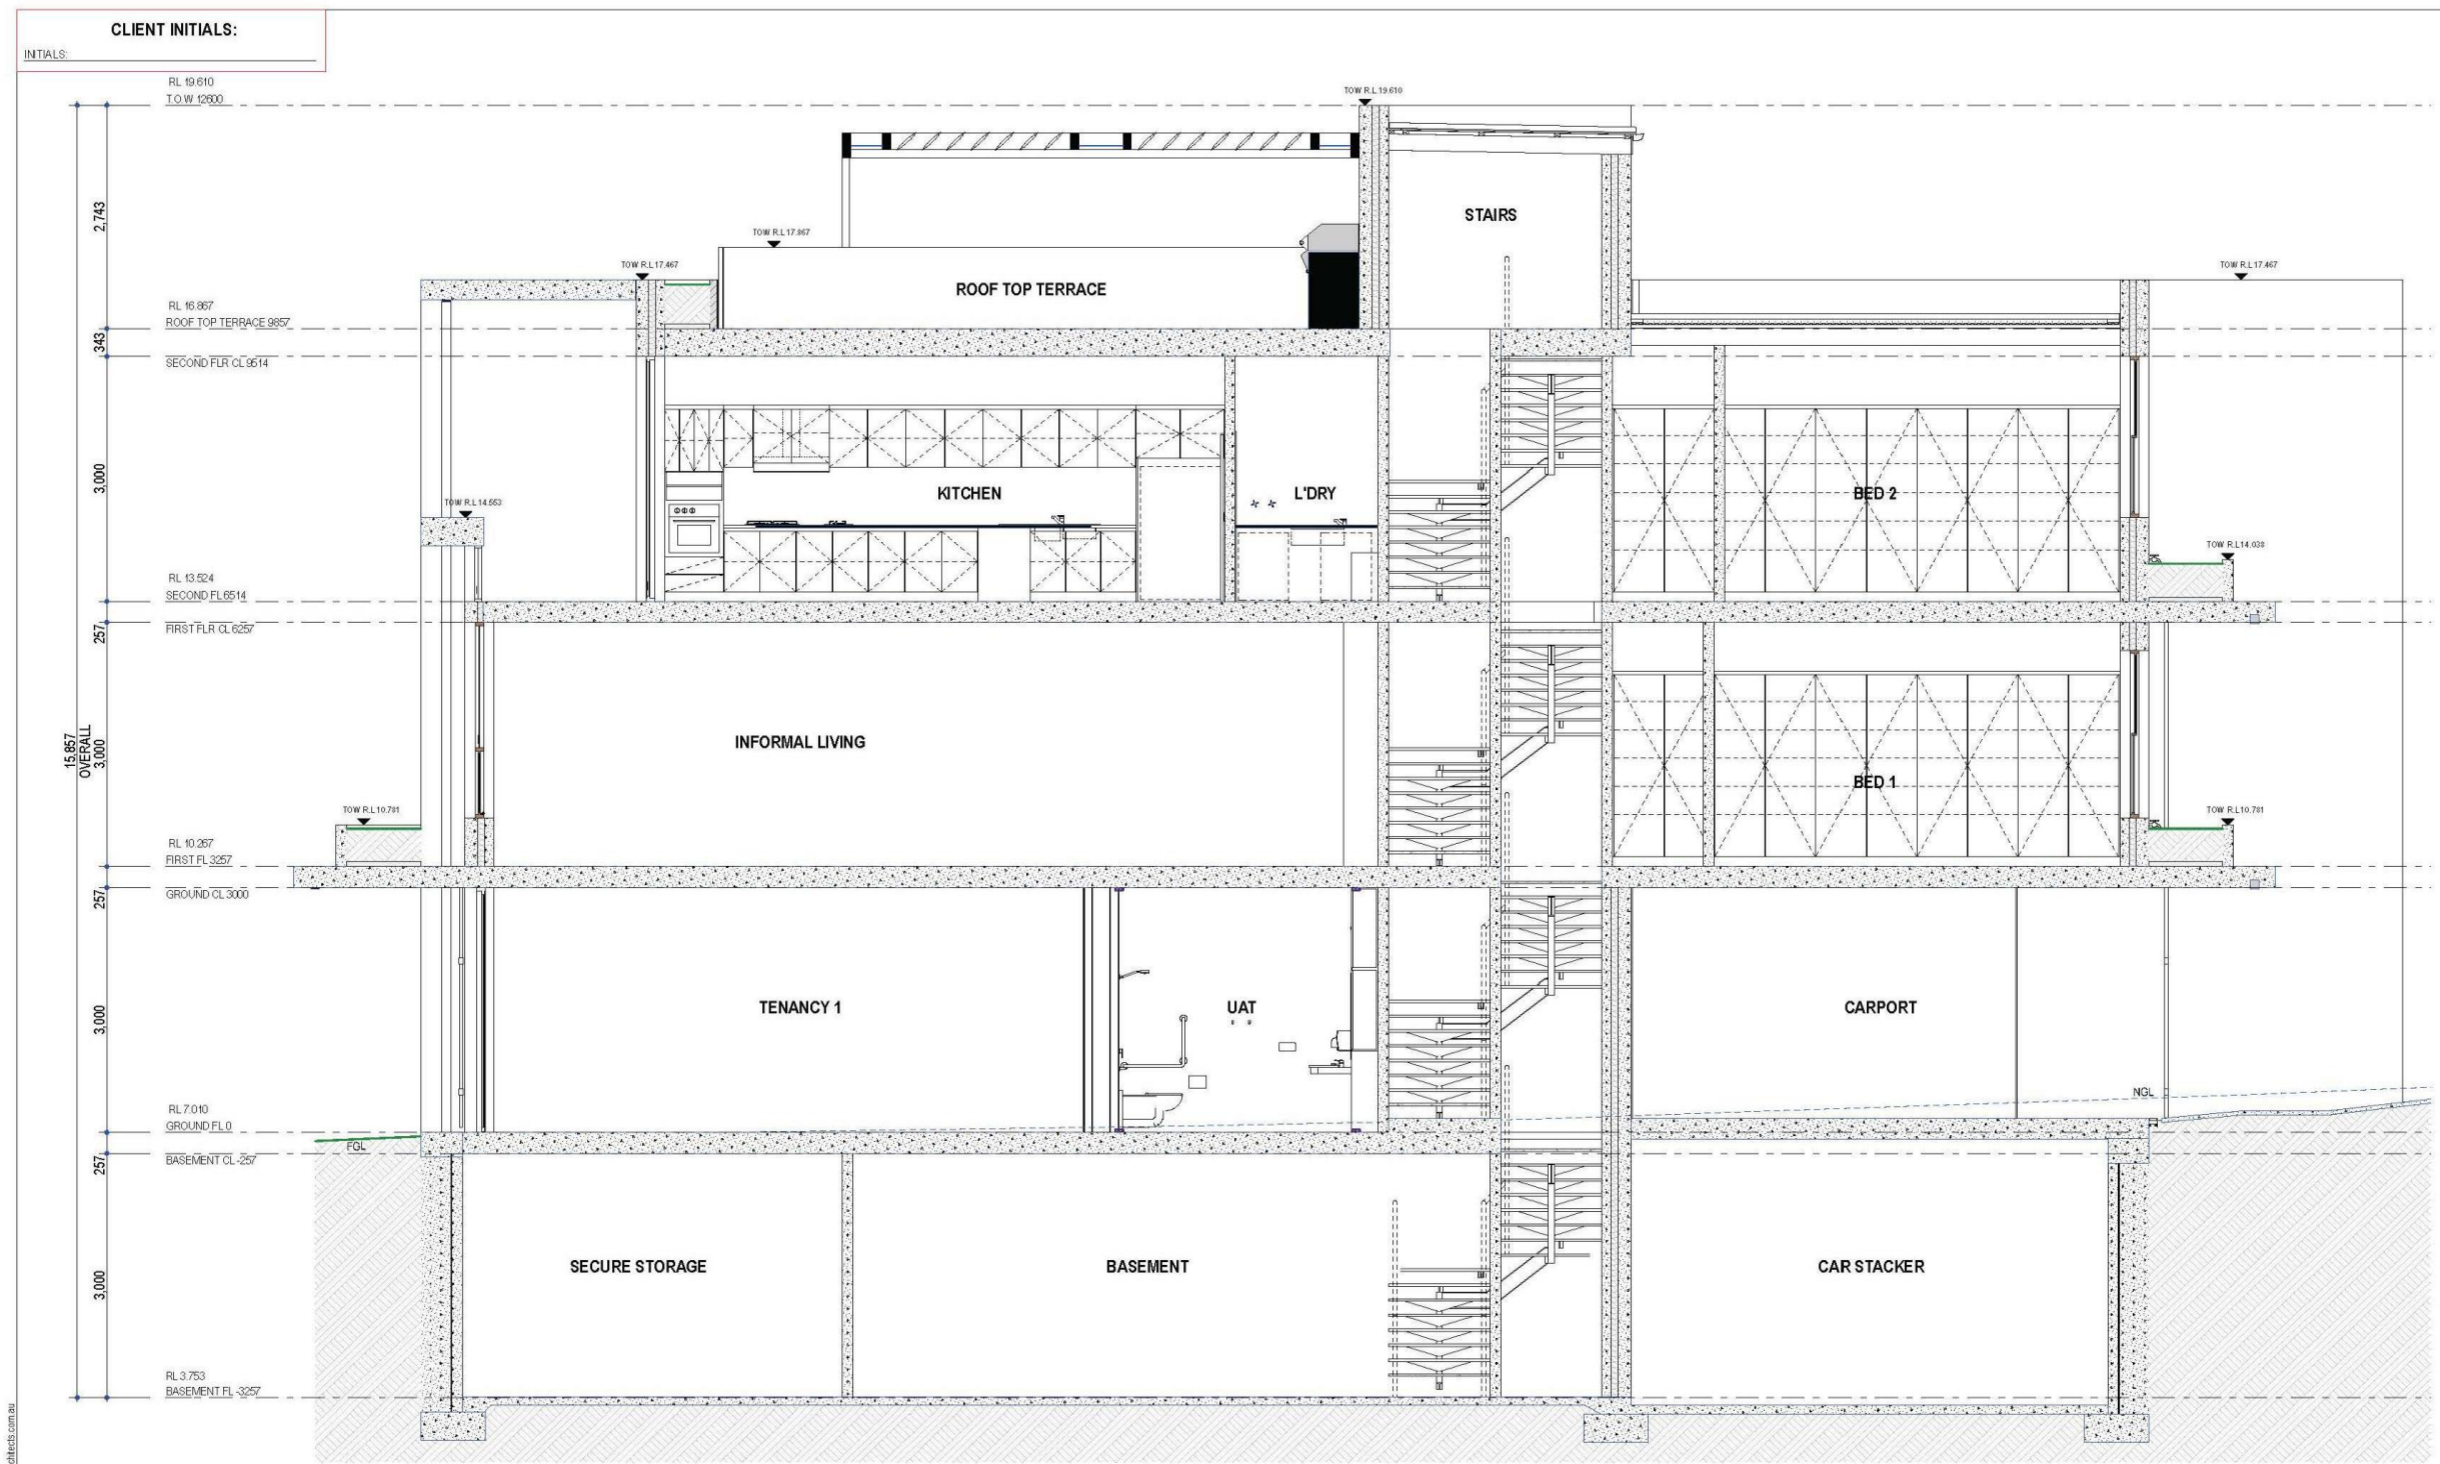 CLIENT INITIALS:
INITIALS:
RL 19.610
T.O.W 12600
TOW R.L 19.610
2,743
STAIRS
TOW R.L 17.867
TOW R.L 17.467
TOW R.L 17.467
ROOF TOP TERRACE
RL 16.867
ROOF TOP TERRACE 9857
343
SECOND FLR CL 9514
3,000
KITCHEN
L'DRY
BED 2
TOW R.L 14.553
TOW R.L 14.038
RL 13.524
SECOND FL 6514
257
FIRST FLR CL 6257
15,857
OVERALL
3,000
INFORMAL LIVING
BED 1
TOW R.L 10.781
TOW R.L 10.781
RL 10.267
FIRST FL 3257
257
GROUND CL 3000
3,000
TENANCY 1
UAT
CARPORT
NGL
RL 7.010
GROUND FL 0
FGL
257
BASEMENT CL -257
3,000
SECURE STORAGE
BASEMENT
CAR STACKER
RL 3.753
BASEMENT FL -3257
chitects.com.au